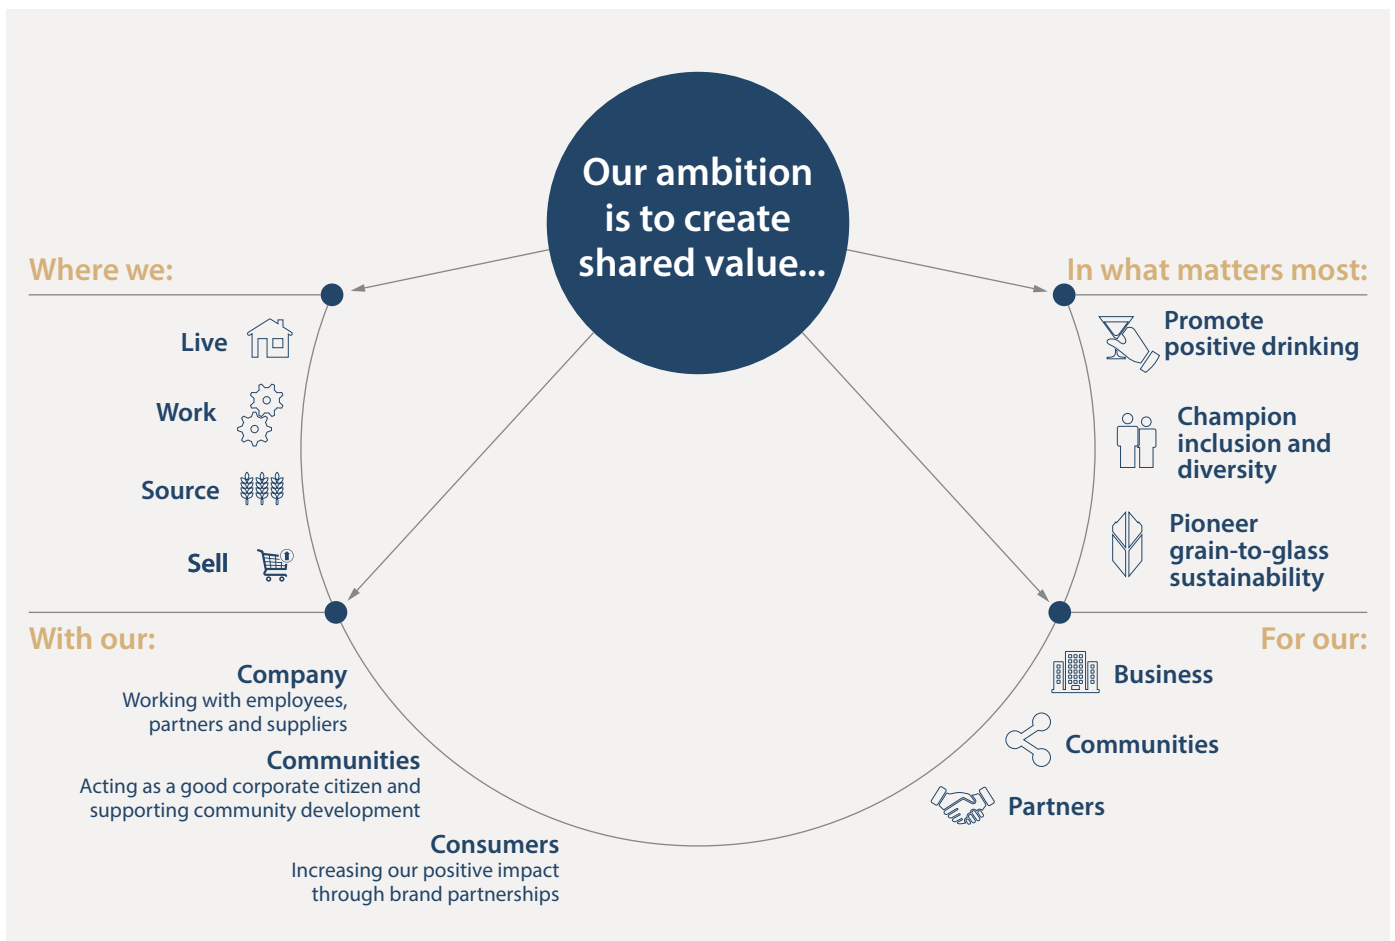 Our ambition
is to create
shared value...
Where we:
Live
Work
Source
Sell
In what matters most:
Promote
positive drinking
Champion
inclusion and
diversity
Pioneer
grain-to-glass
sustainability
With our:
Company
Working with employees,
partners and suppliers
Communities
Acting as a good corporate citizen and
supporting community development
Consumers
Increasing our positive impact
through brand partnerships
For our:
Business
Communities
Partners